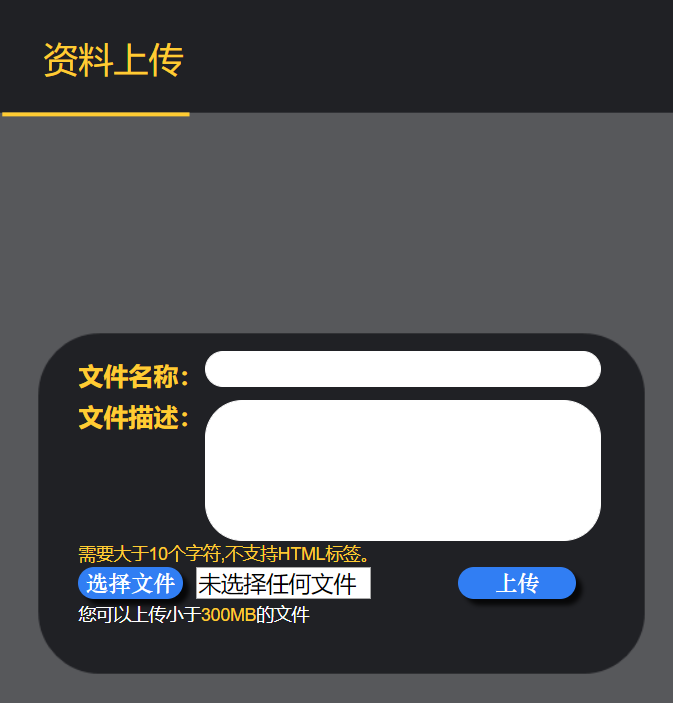 资料上传
文件名称：
文件描述：
需要大于10个字符,不支持HTML标签。
选择文件 未选择任何文件 上传
您可以上传小于300MB的文件